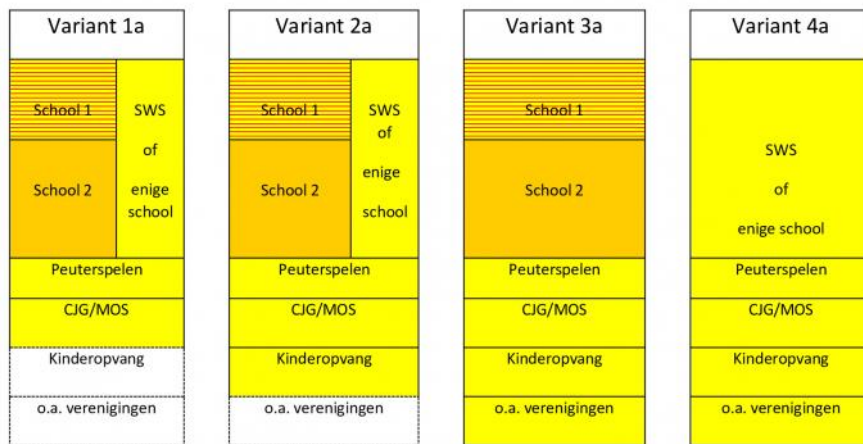 Variant 1a
School 1
School 2
SWS
of
enige
school
Peuterspelen
CJG/MOS
Kinderopvang
o.a. verenigingen
Variant 2a
School 1
School 2
SWS
of
enige
school
Peuterspelen
CJG/MOS
Kinderopvang
o.a. verenigingen
Variant 3a
School 1
School 2
Peuterspelen
CJG/MOS
Kinderopvang
o.a. verenigingen
Variant 4a
SWS
of
enige school
Peuterspelen
CJG/MOS
Kinderopvang
o.a. verenigingen